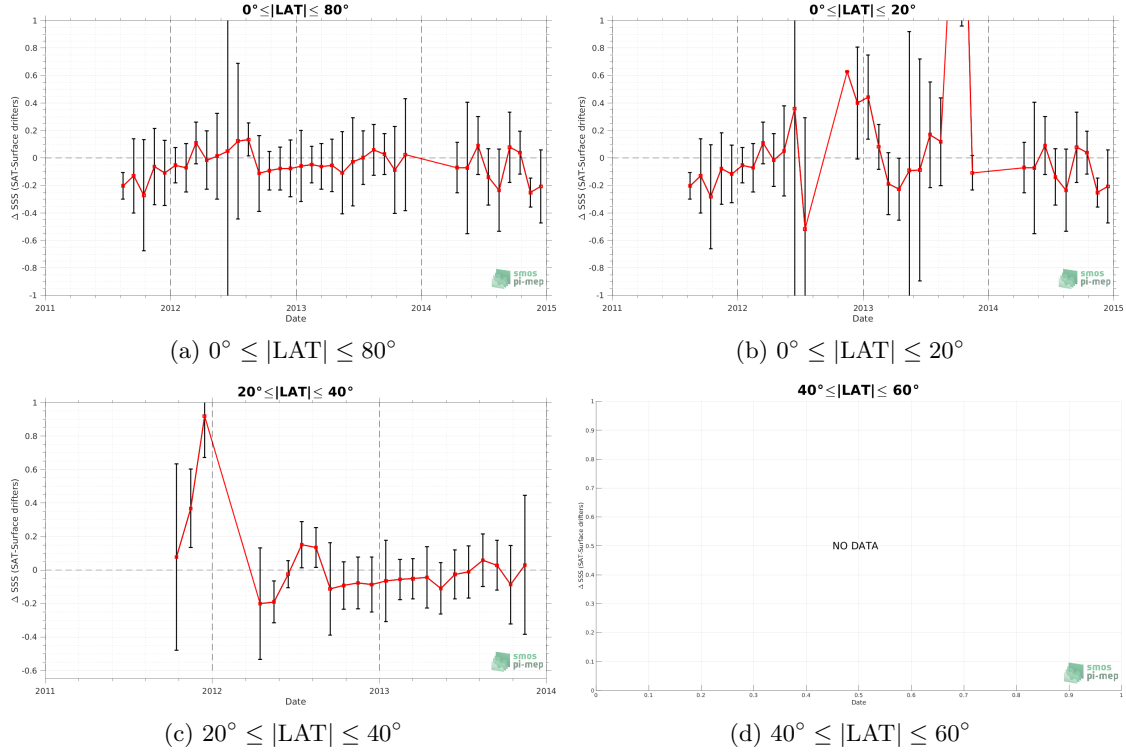 0°≤|LAT|≤ 80°
1
0.8
0.6
0.4
0.2
0
-0.2
-0.4
-0.6
-0.8
-1
Δ SSS (SAT-Surface drifters)
2011
2012
2013
2014
2015
Date
smos
pi-mep
(a) 0° ≤ |LAT| ≤ 80°
0°≤|LAT|≤ 20°
1
0.8
0.6
0.4
0.2
0
-0.2
-0.4
-0.6
-0.8
-1
Δ SSS (SAT-Surface drifters)
2011
2012
2013
2014
2015
Date
smos
pi-mep
(b) 0° ≤ |LAT| ≤ 20°
20°≤|LAT|≤ 40°
1
0.8
0.6
0.4
0.2
0
-0.2
-0.4
-0.6
Δ SSS (SAT-Surface drifters)
2011
2012
2013
2014
Date
smos
pi-mep
(c) 20° ≤ |LAT| ≤ 40°
40°≤|LAT|≤ 60°
1
0.9
0.8
0.7
0.6
0.5
0.4
0.3
0.2
0.1
0
Δ SSS (SAT-Surface drifters)
NO DATA
0
0.1
0.2
0.3
0.4
0.5
0.6
0.7
0.8
0.9
1
Date
smos
pi-mep
(d) 40° ≤ |LAT| ≤ 60°